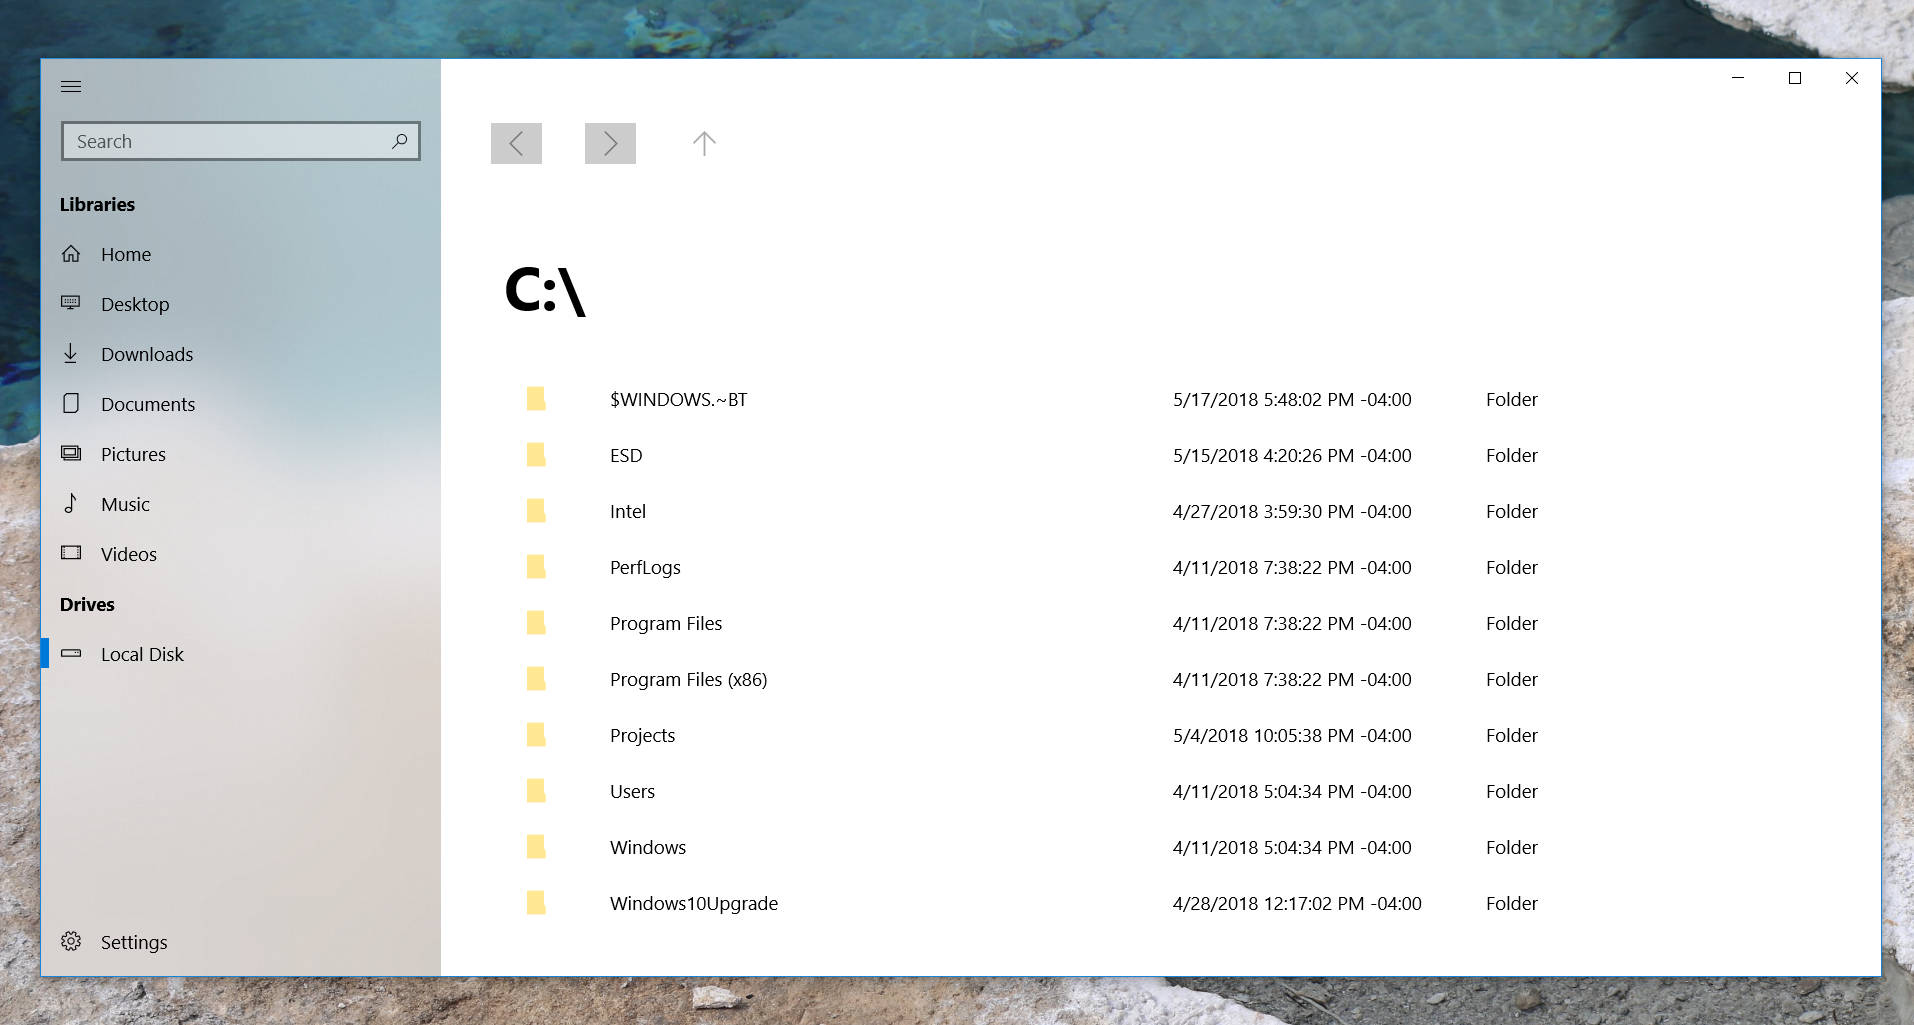 Search
Libraries
Home
Desktop
Downloads
Documents
Pictures
Music
Videos
Drives
Local Disk
Settings
C:\
$WINDOWS.~BT 5/17/2018 5:48:02 PM -04:00 Folder
ESD 5/15/2018 4:20:26 PM -04:00 Folder
Intel 4/27/2018 3:59:30 PM -04:00 Folder
PerfLogs 4/11/2018 7:38:22 PM -04:00 Folder
Program Files 4/11/2018 7:38:22 PM -04:00 Folder
Program Files (x86) 4/11/2018 7:38:22 PM -04:00 Folder
Projects 5/4/2018 10:05:38 PM -04:00 Folder
Users 4/11/2018 5:04:34 PM -04:00 Folder
Windows 4/11/2018 5:04:34 PM -04:00 Folder
Windows10Upgrade 4/28/2018 12:17:02 PM -04:00 Folder